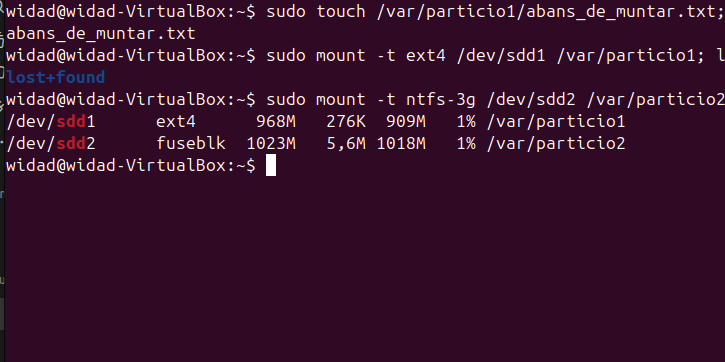 widad@widad-VirtualBox:~$ sudo touch /var/particio1/abans_de_muntar.txt;
abans_de_muntar.txt
widad@widad-VirtualBox:~$ sudo mount -t ext4 /dev/sdd1 /var/particio1; l
lost+found
widad@widad-VirtualBox:~$ sudo mount -t ntfs-3g /dev/sdd2 /var/particio2
/dev/sdd1 ext4 968M 276K 909M 1% /var/particio1
/dev/sdd2 fuseblk 1023M 5,6M 1018M 1% /var/particio2
widad@widad-VirtualBox:~$